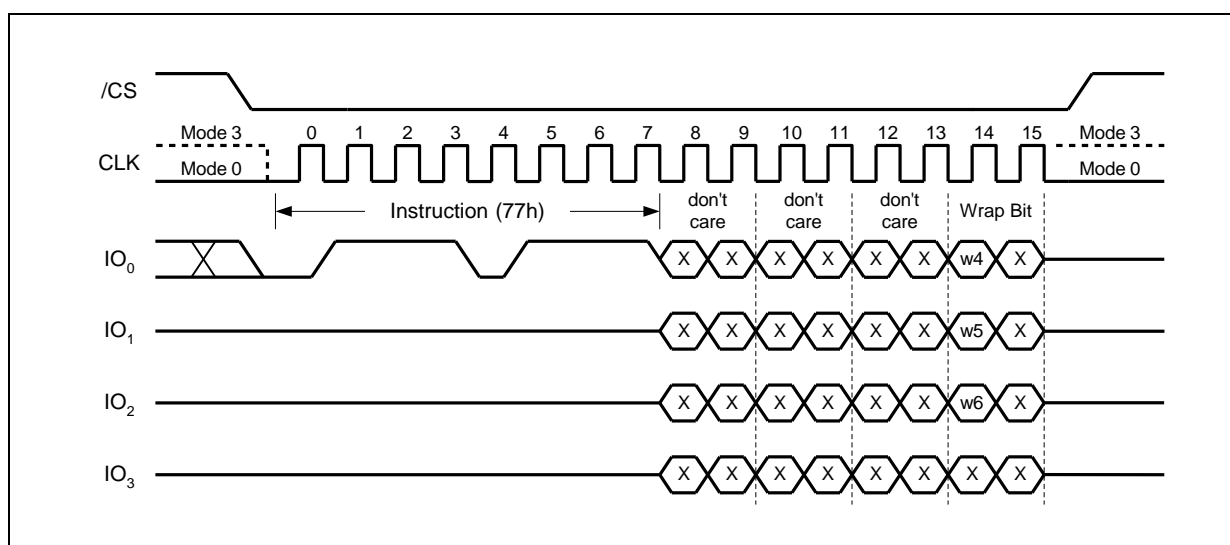 /CS
Mode 3 0 1 2 3 4 5 6 7 8 9 10 11 12 13 14 15 Mode 3
CLK
Mode 0 Mode 0
Instruction (77h) don't care don't care don't care Wrap Bit
IO0 X X X X X X w4 X
IO1 X X X X X X w5 X
IO2 X X X X X X w6 X
IO3 X X X X X X X X